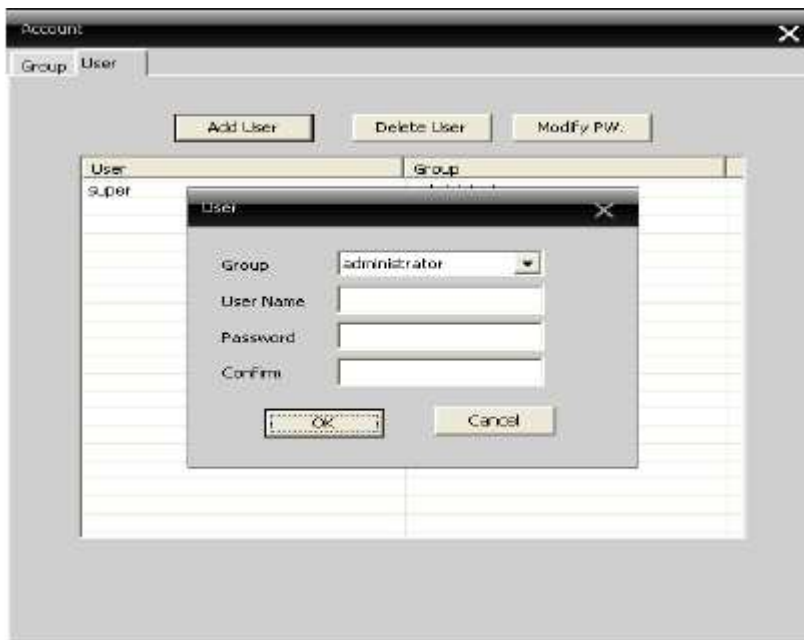 Account
Group User
Add User Delete User Modify PW.
User Group
super
User
Group administrator
User Name
Password
Confirm
OK Cancel